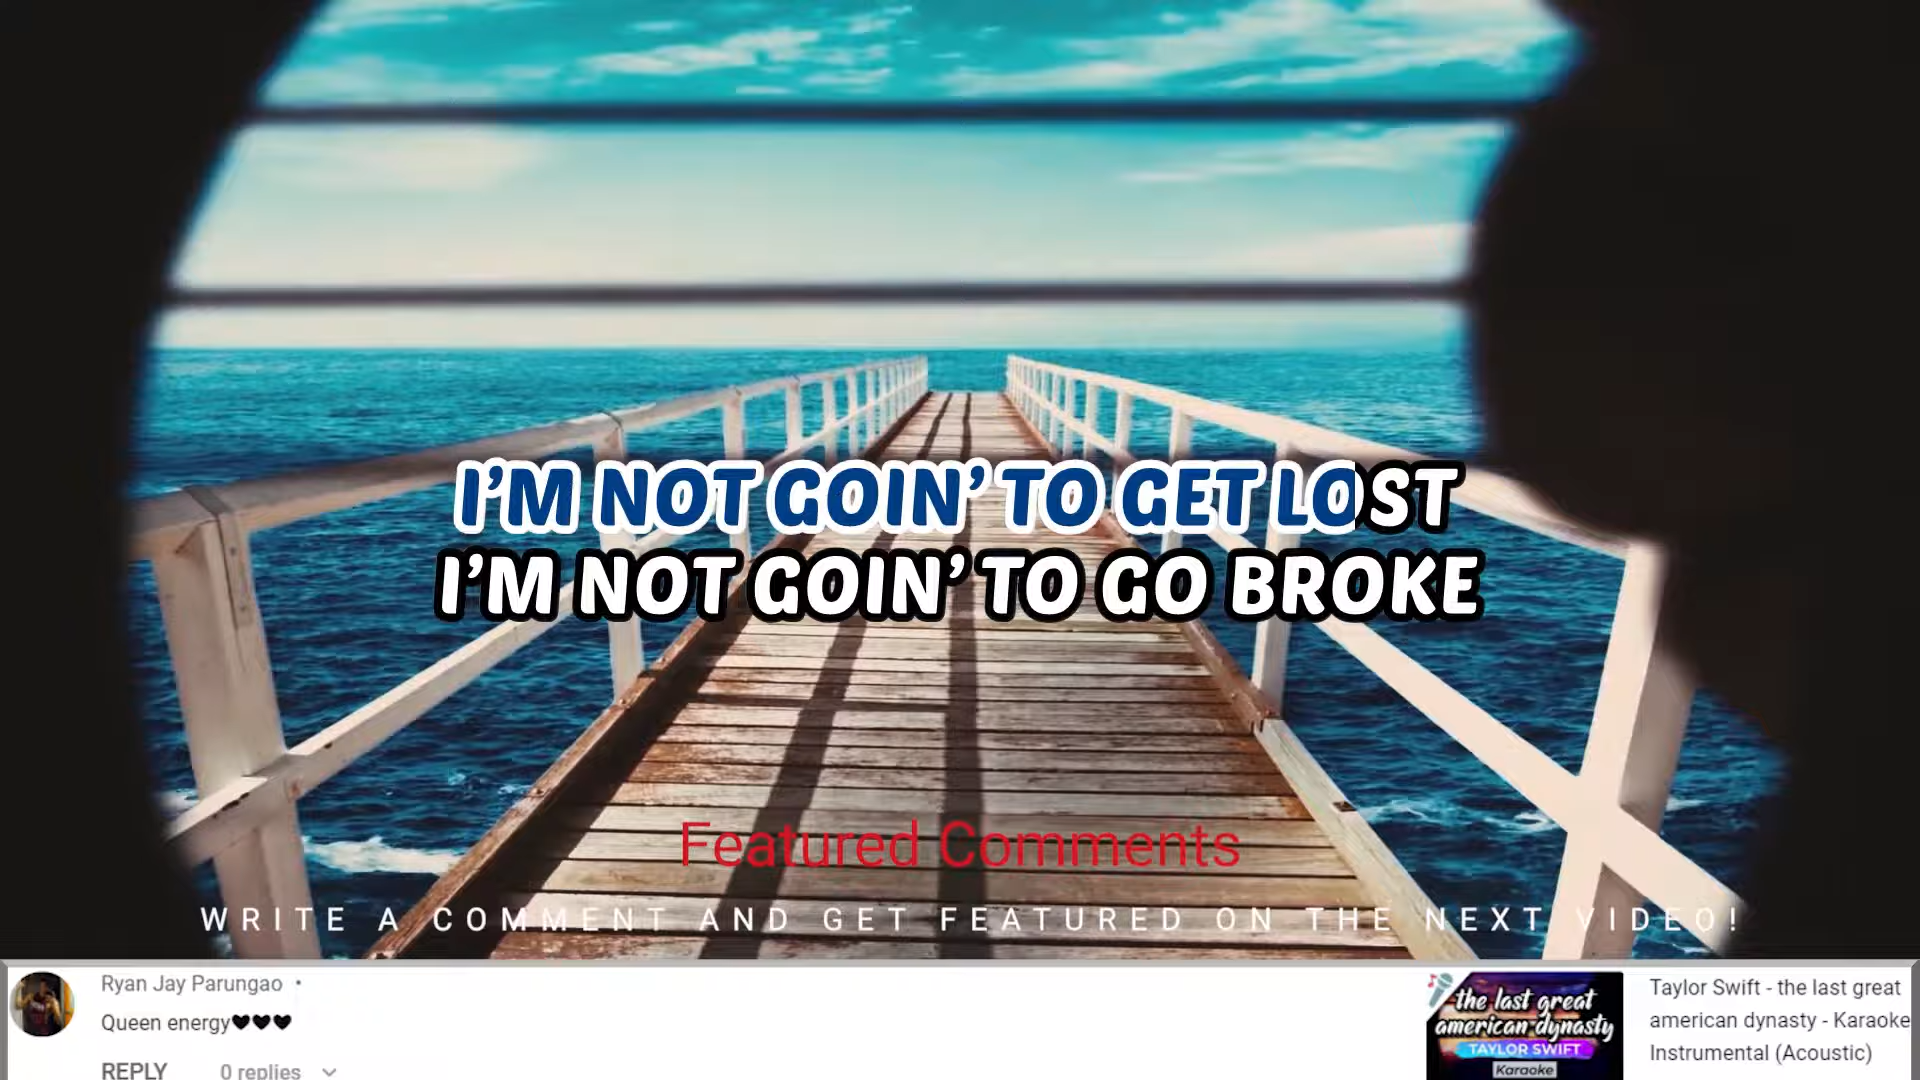 I'M NOT GOIN' TO GET LOST
I'M NOT GOIN' TO GO BROKE
Featured Comments
WRITE A COMMENT AND GET FEATURED ON THE NEXT VIDEO!
Ryan Jay Parungao •
Queen energy🖤🖤🖤
REPLY 0 replies
the last great
american dynasty
TAYLOR SWIFT
Karaoke
Taylor Swift - the last great
american dynasty - Karaoke
Instrumental (Acoustic)